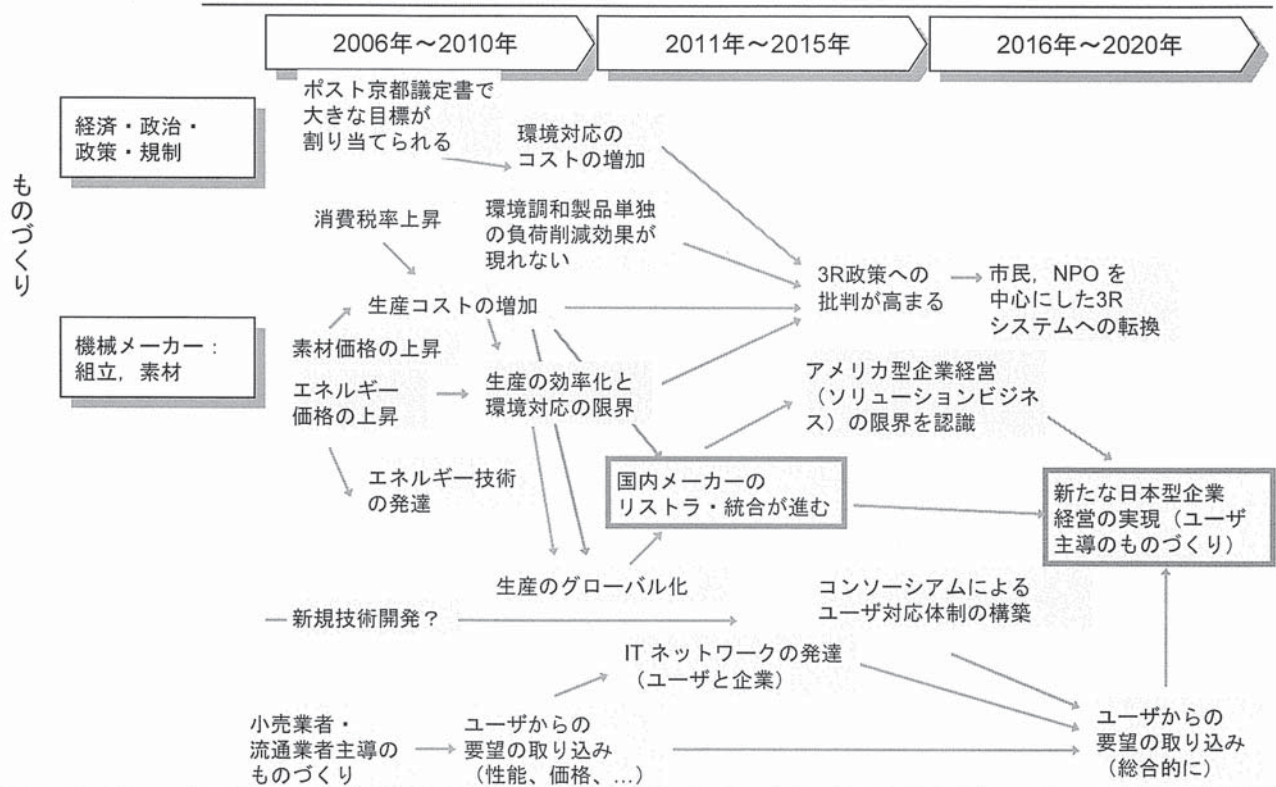 2006年～2010年
2011年～2015年
2016年～2020年
ものづくり
経済・政治・
政策・規制
機械メーカー：
組立，素材
ポスト京都議定書で
大きな目標が
割り当てられる
環境対応の
コストの増加
消費税率上昇
環境調和製品単独
の負荷削減効果が
現れない
生産コストの増加
3R政策への
批判が高まる
市民，NPO を
中心にした3R
システムへの転換
素材価格の上昇
エネルギー
価格の上昇
生産の効率化と
環境対応の限界
アメリカ型企業経営
（ソリューションビジネ
ス）の限界を認識
エネルギー技術
の発達
国内メーカーの
リストラ・統合が進む
新たな日本型企業
経営の実現（ユーザ
主導のものづくり）
生産のグローバル化
コンソーシアムによる
ユーザ対応体制の構築
新規技術開発？
IT ネットワークの発達
（ユーザと企業）
小売業者・
流通業者主導の
ものづくり
ユーザからの
要望の取り込み
（性能、価格、…）
ユーザからの
要望の取り込み
（総合的に）